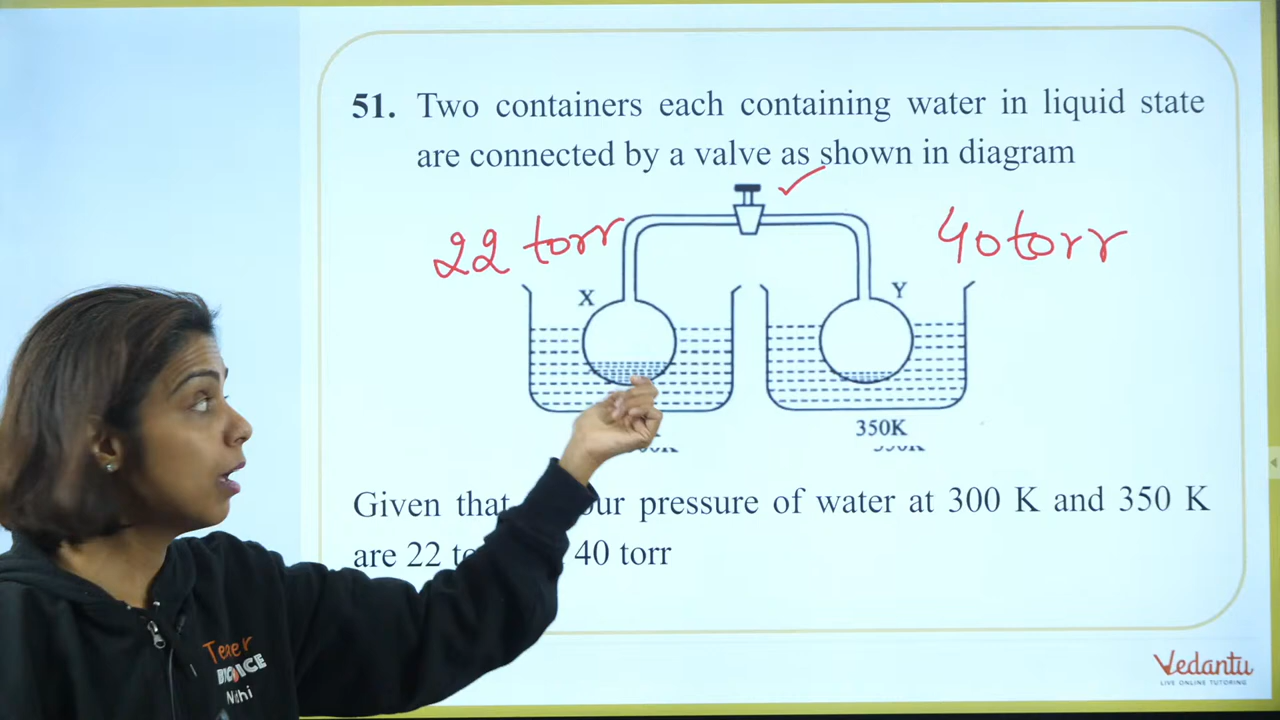 51. Two containers each containing water in liquid state
are connected by a valve as shown in diagram
22 torr
40 torr
X
Y
350K
Given that our pressure of water at 300 K and 350 K
are 22 to 40 torr
Vedantu
LIVE ONLINE TUTORING
Nidhi